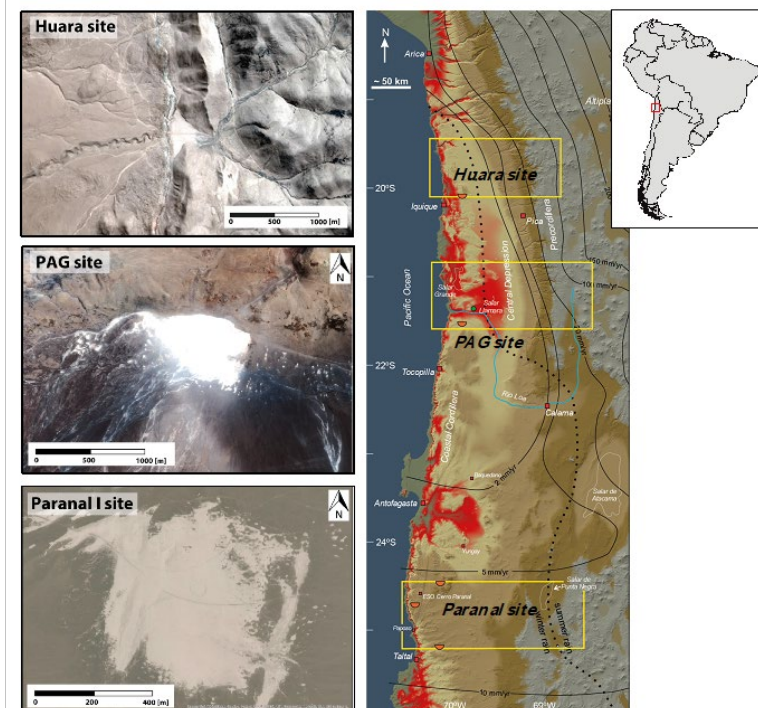 Huara site
500
1000 [m]
PAG site
N
0
500
1000 [m]
Paranal I site
N
0
200
400 [m]
N
~ 50 km
Arica
Altipla
Huara site
20°S
Iquique
Pica
Precordillera
150 mm/yr
100 mm/yr
Pacific Ocean
Salar
Grande
Salar
Llamara
Central Depression
PAG site
22°S
Tocopilla
Rio Loa
Calama
Coastal Cordillera
2 mm/yr
Antofagasta
Salar de
Atacama
Yungay
24°S
5 mm/yr
Salar de
Punta Negra
ESO Cerro Paranal
Paranal site
winter rain
summer rain
Paposo
Taltal
10 mm/yr
70°W
69°W